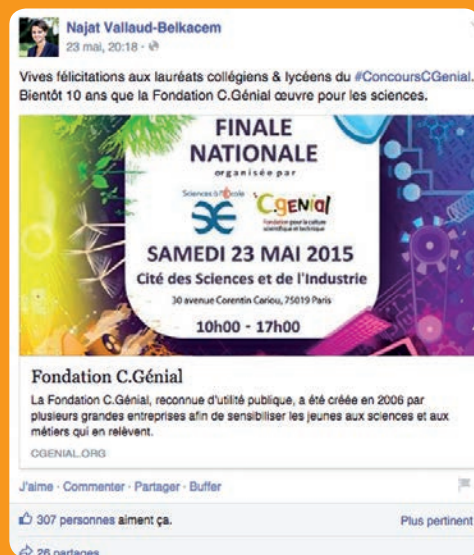 Najat Vallaud-Belkacem
23 mai, 20:18 ·
Vives félicitations aux lauréats collégiens & lycéens du #ConcoursCGenial.
Bientôt 10 ans que la Fondation C.Génial œuvre pour les sciences.
FINALE
NATIONALE
organisée par
Sciences à l'École
C.GENIAL
Fondation pour la culture
scientifique et technique
SAMEDI 23 MAI 2015
Cité des Sciences et de l'Industrie
30 avenue Corentin Cariou, 75019 Paris
10h00 - 17h00
Fondation C.Génial
La Fondation C.Génial, reconnue d'utilité publique, a été créée en 2006 par
plusieurs grandes entreprises afin de sensibiliser les jeunes aux sciences et aux
métiers qui en relèvent.
CGENIAL.ORG
J'aime · Commenter · Partager · Buffer
307 personnes aiment ça.
Plus pertinent
26 partages